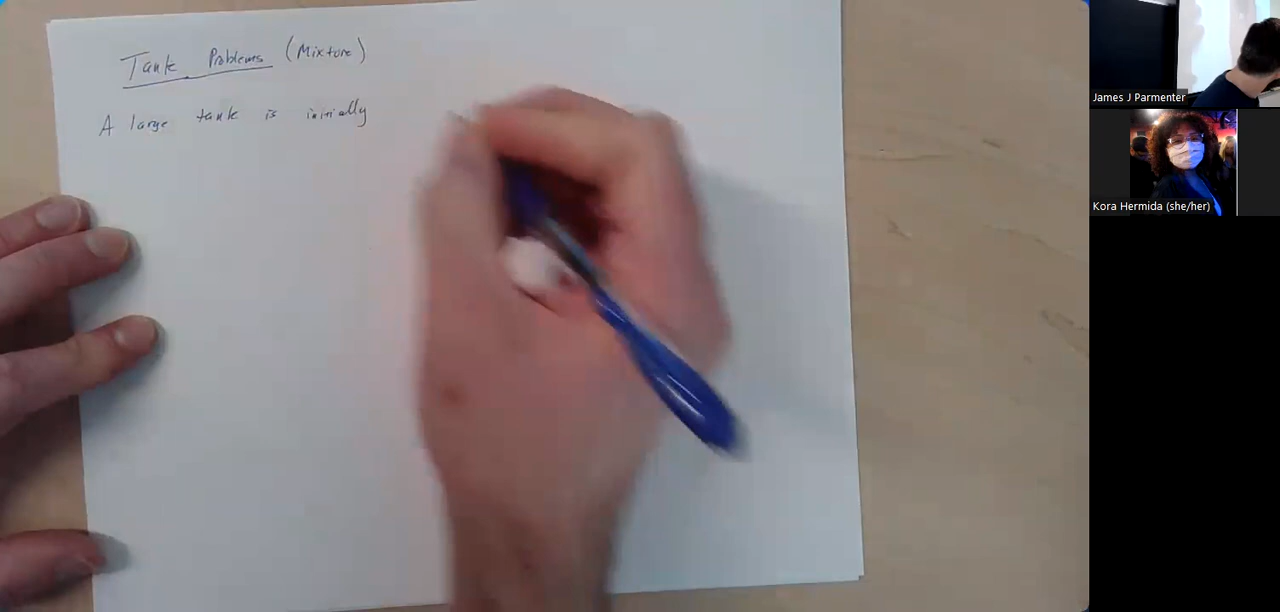 Tank Problems (Mixture)
A large tank is initially
James J Parmenter
Kora Hermida (she/her)